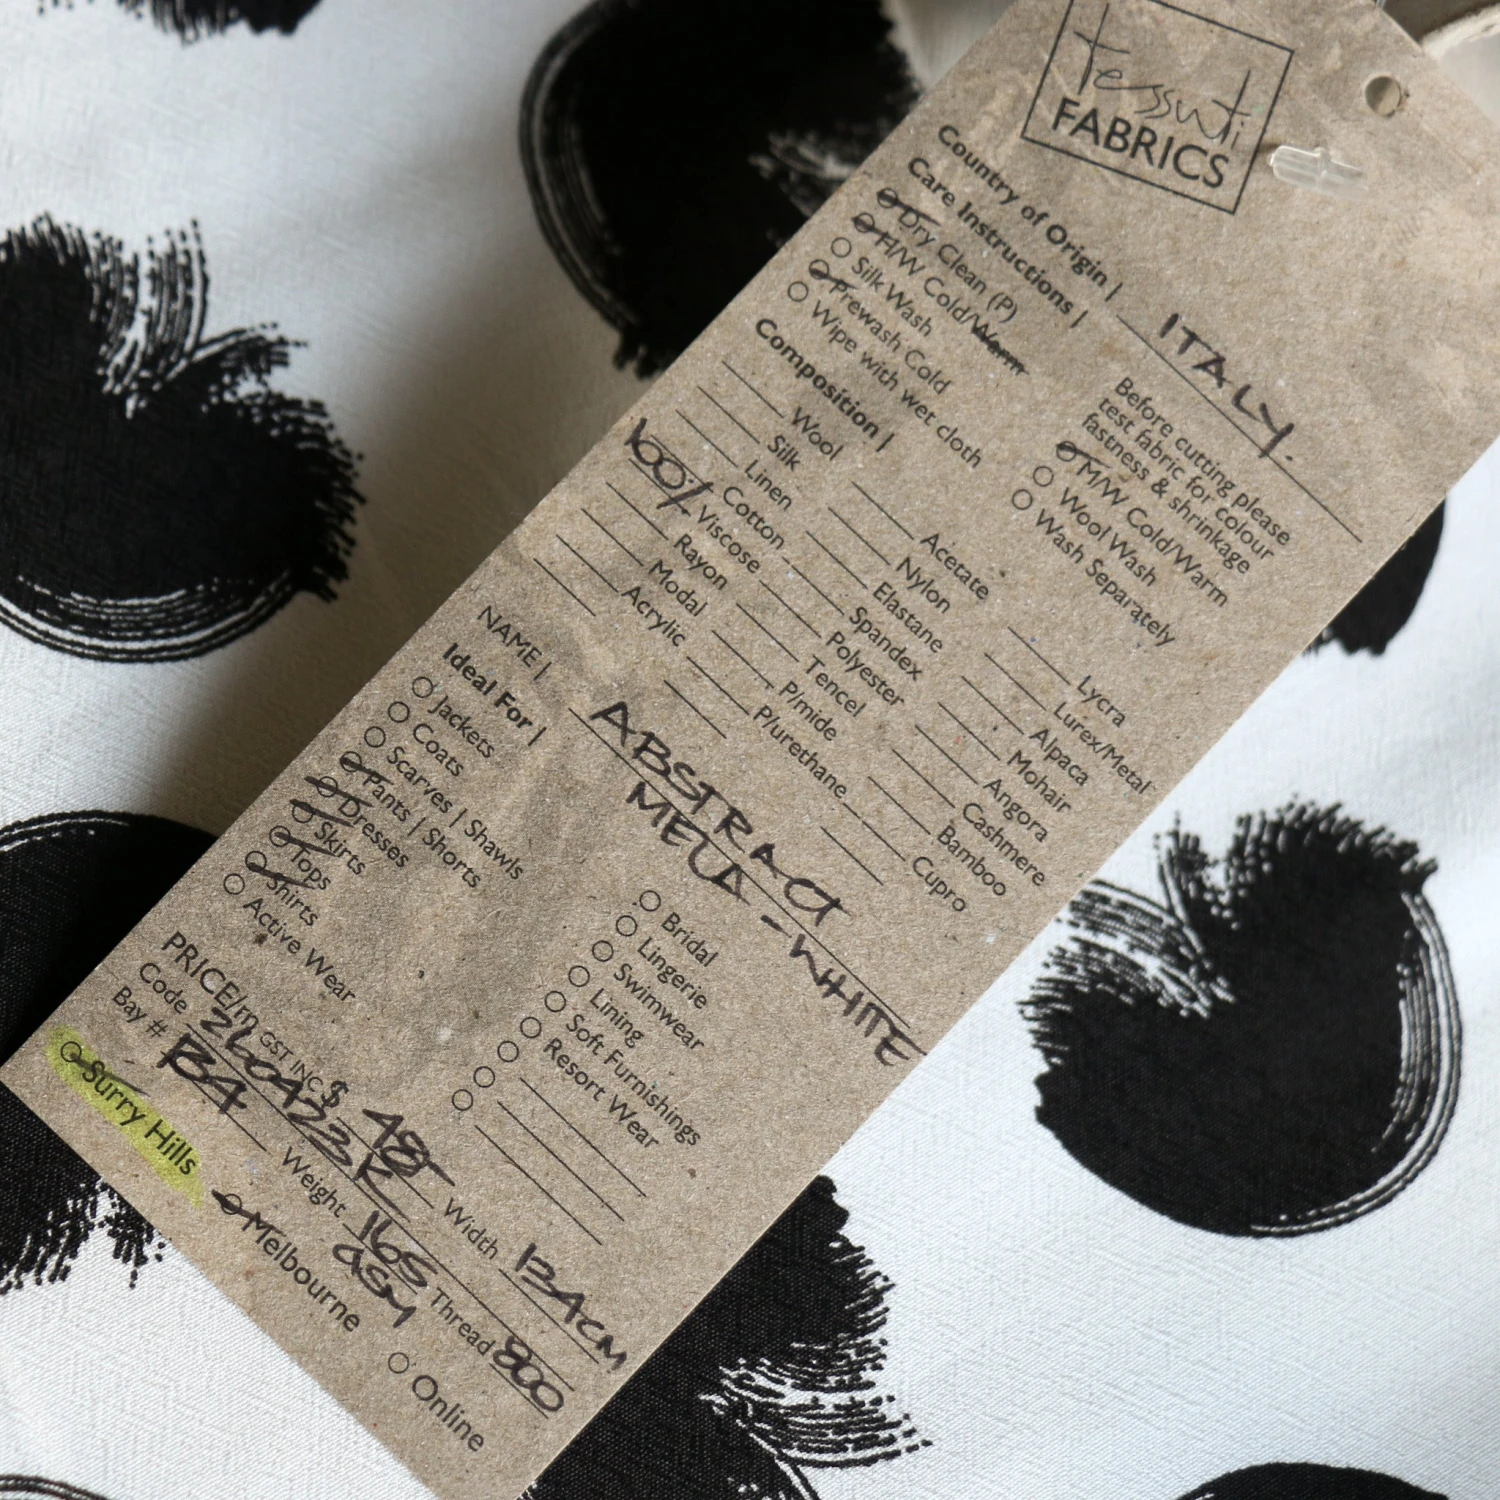 tessuti
FABRICS
Country of Origin | ITALY.
Care Instructions |
Dry Clean (P)
H/W Cold/Warm
Silk Wash
Prewash Cold
Wipe with wet cloth
Before cutting please
test fabric for colour
fastness & shrinkage
M/W Cold/Warm
Wool Wash
Wash Separately
Composition |
Wool
Silk
Linen
Cotton
100% Viscose
Rayon
Modal
Acrylic
Acetate
Nylon
Elastane
Spandex
Polyester
Tencel
P/mide
P/urethane
Lycra
Lurex/Metal
Alpaca
Mohair
Angora
Cashmere
Bamboo
Cupro
NAME | ABSTRACT
MELA - WHITE
Ideal For |
Jackets
Coats
Scarves | Shawls
Pants | Shorts
Dresses
Skirts
Tops
Shirts
Active Wear
Bridal
Lingerie
Swimwear
Lining
Soft Furnishings
Resort Wear
PRICE/m GST INC $ 48- Width 134CM
Code 260423R Weight 165 GSM Thread 800
Bay # B4
Surry Hills
Melbourne
Online